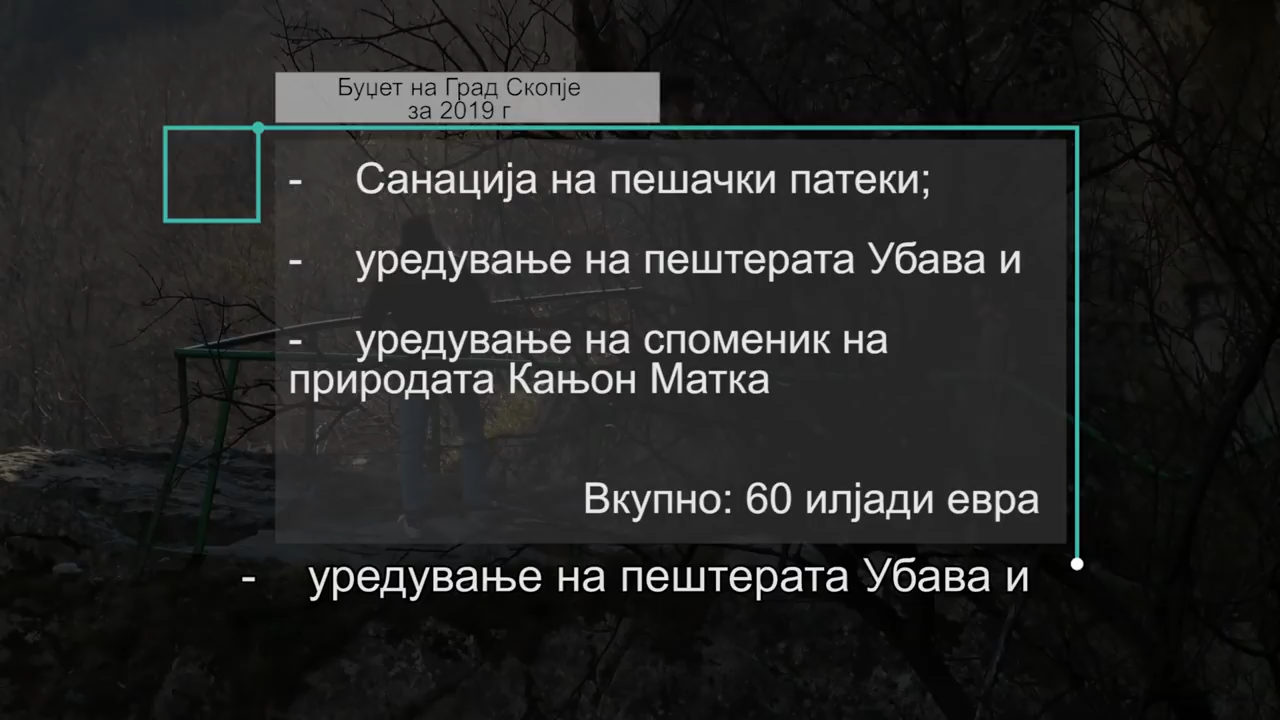 Буџет на Град Скопје
за 2019 г
- Санација на пешачки патеки;
- уредување на пештерата Убава и
- уредување на споменик на
природата Кањон Матка
Вкупно: 60 илјади евра
- уредување на пештерата Убава и